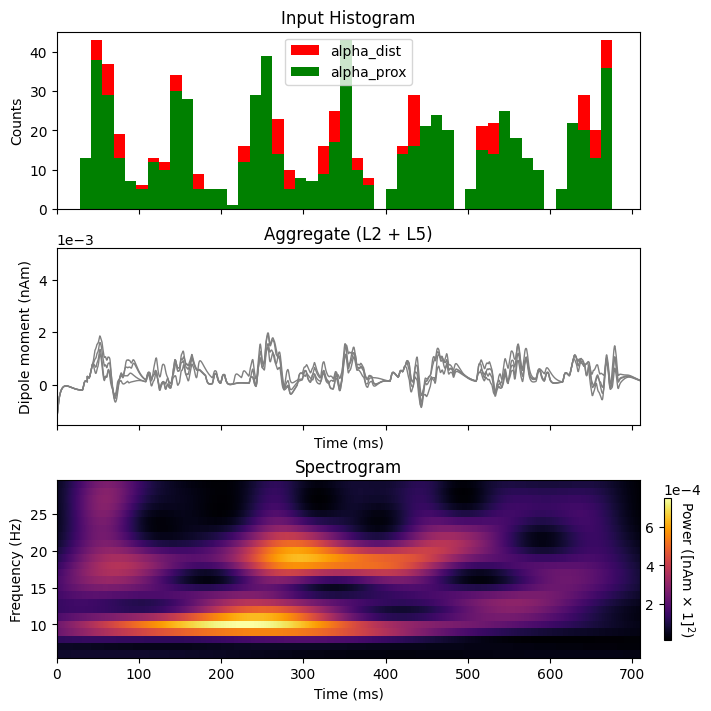 Input Histogram
40
30
20
10
0
Counts
alpha_dist
alpha_prox
Aggregate (L2 + L5)
1e−3
4
2
0
Dipole moment (nAm)
Time (ms)
Spectrogram
25
20
15
10
Frequency (Hz)
0 100 200 300 400 500 600 700
Time (ms)
1e−4
6
4
2
Power ([nAm × 1]²)